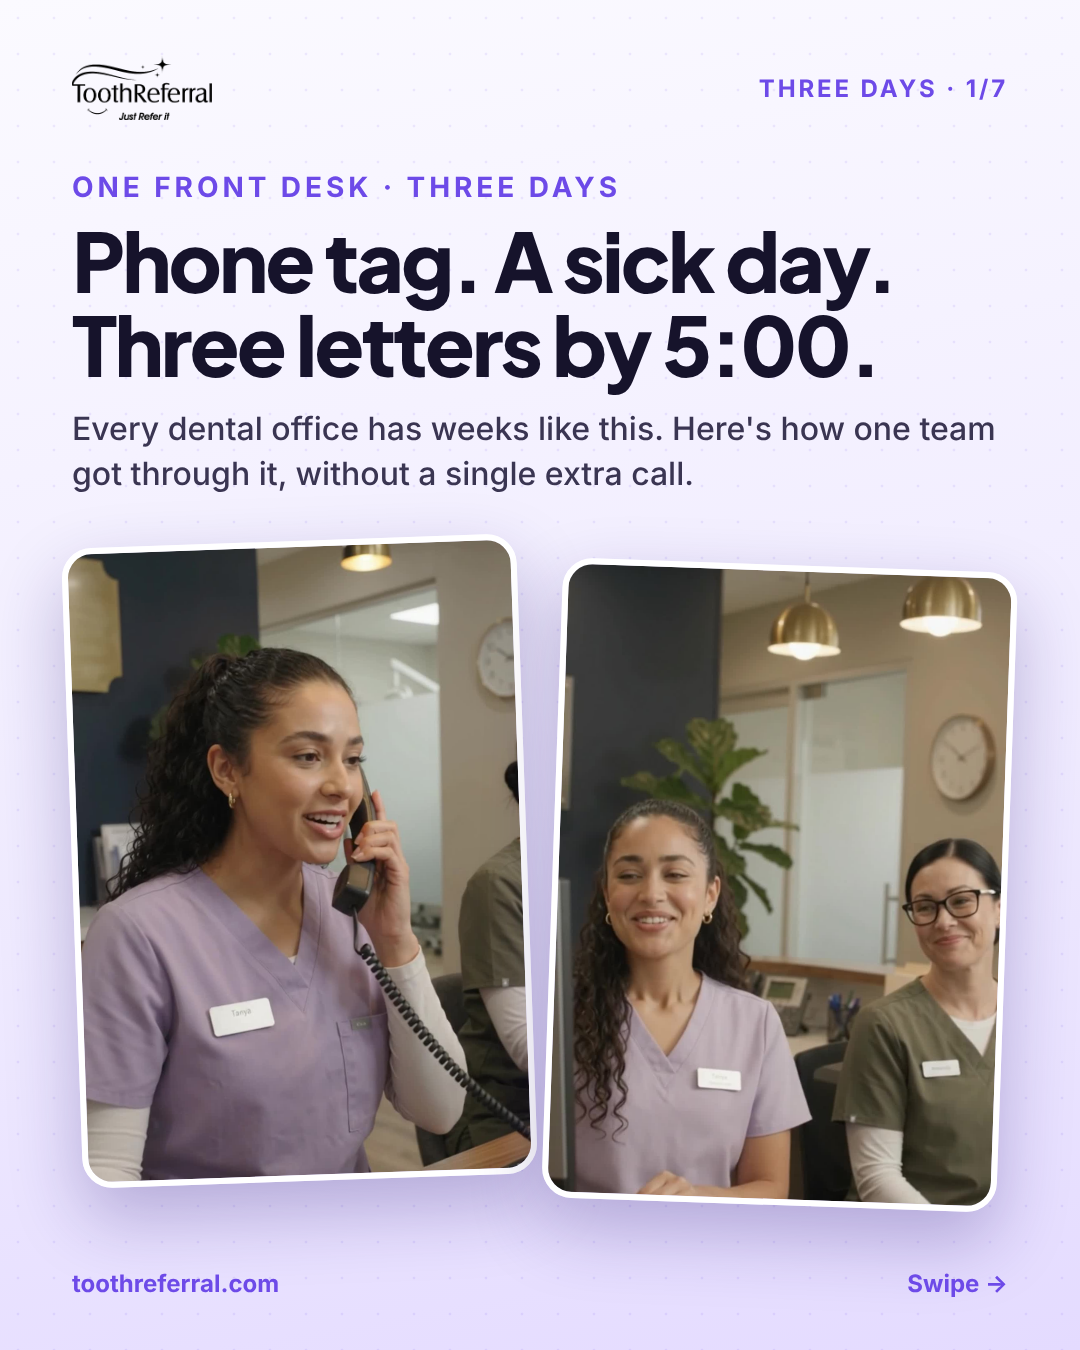 ToothReferral
Just Refer it
THREE DAYS · 1/7
ONE FRONT DESK · THREE DAYS
Phone tag. A sick day.
Three letters by 5:00.
Every dental office has weeks like this. Here's how one team
got through it, without a single extra call.
Tanya
toothreferral.com
Swipe →